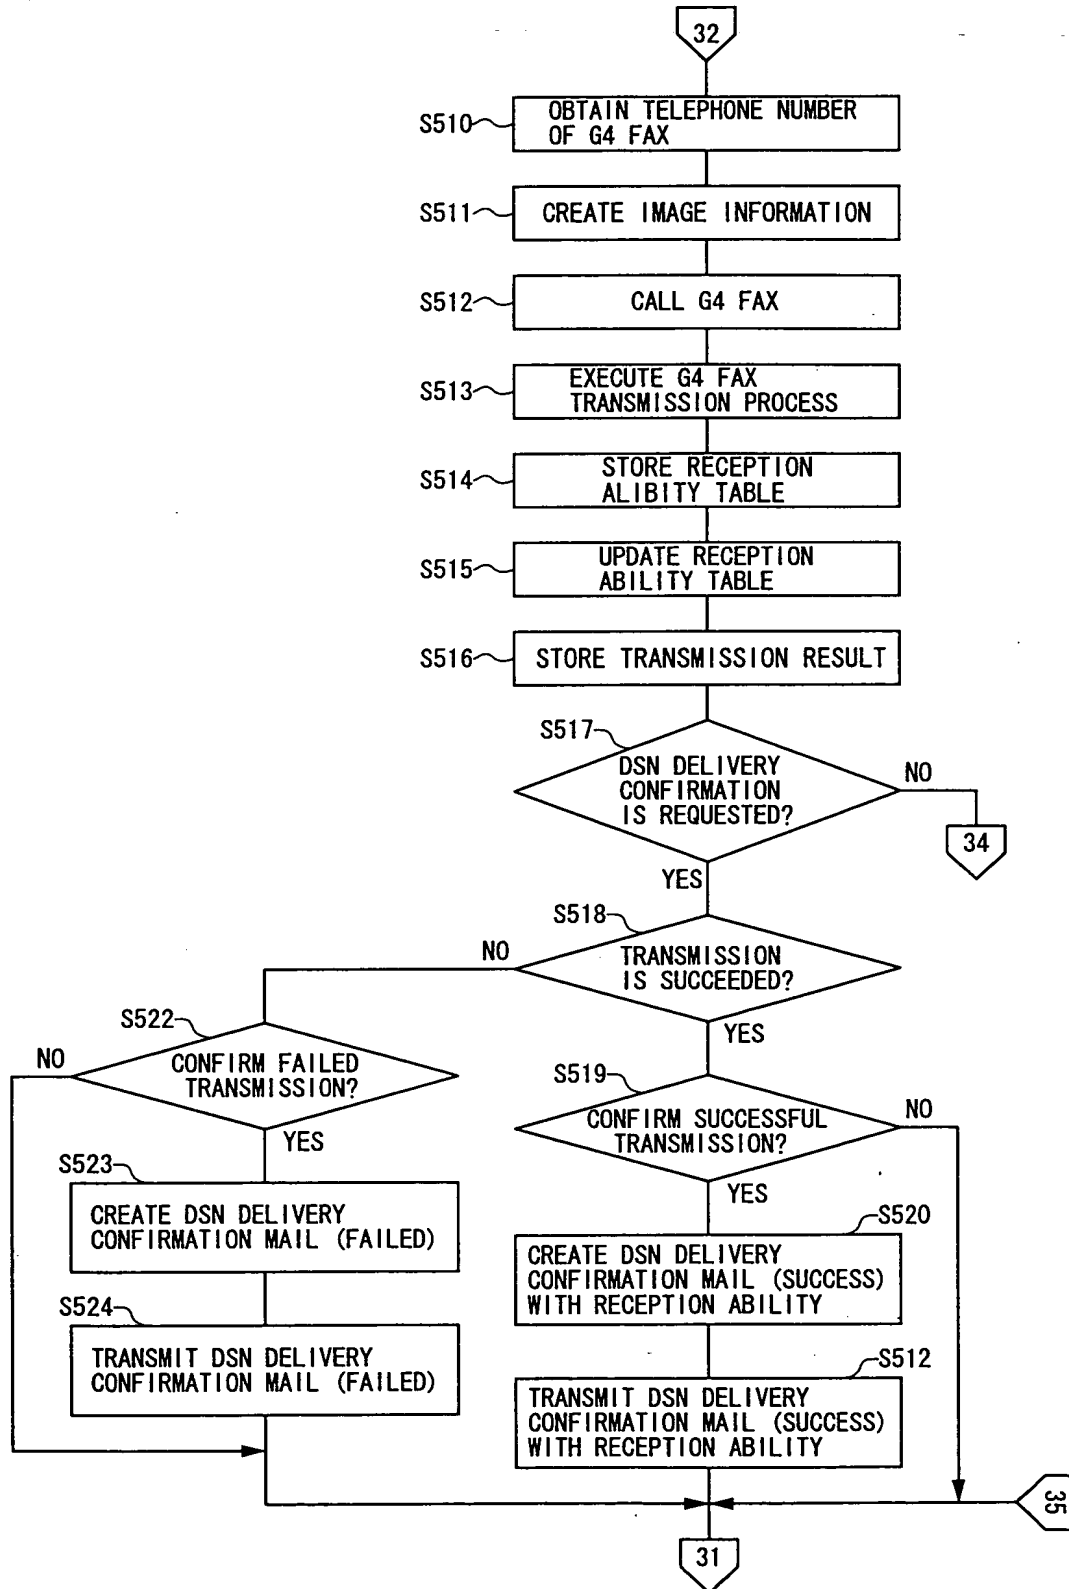 32
S510
OBTAIN TELEPHONE NUMBER
OF G4 FAX
S511
CREATE IMAGE INFORMATION
S512
CALL G4 FAX
S513
EXECUTE G4 FAX
TRANSMISSION PROCESS
S514
STORE RECEPTION
ALIBITY TABLE
S515
UPDATE RECEPTION
ABILITY TABLE
S516
STORE TRANSMISSION RESULT
S517
DSN DELIVERY
CONFIRMATION
IS REQUESTED?
NO
34
YES
S518
TRANSMISSION
IS SUCCEEDED?
NO
YES
S522
CONFIRM FAILED
TRANSMISSION?
NO
YES
S519
CONFIRM SUCCESSFUL
TRANSMISSION?
NO
YES
S523
CREATE DSN DELIVERY
CONFIRMATION MAIL (FAILED)
S520
CREATE DSN DELIVERY
CONFIRMATION MAIL (SUCCESS)
WITH RECEPTION ABILITY
S524
TRANSMIT DSN DELIVERY
CONFIRMATION MAIL (FAILED)
S512
TRANSMIT DSN DELIVERY
CONFIRMATION MAIL (SUCCESS)
WITH RECEPTION ABILITY
35
31